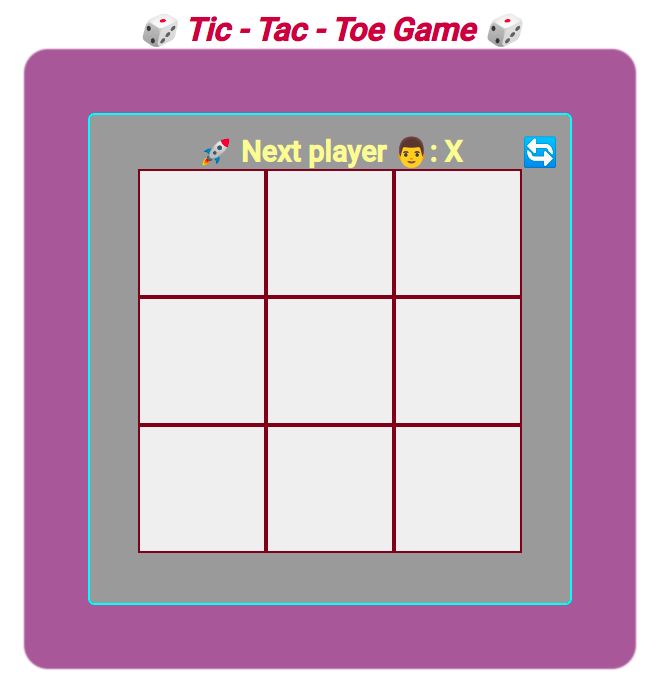 🎲 Tic - Tac - Toe Game 🎲
🚀 Next player 👨: X 🔄